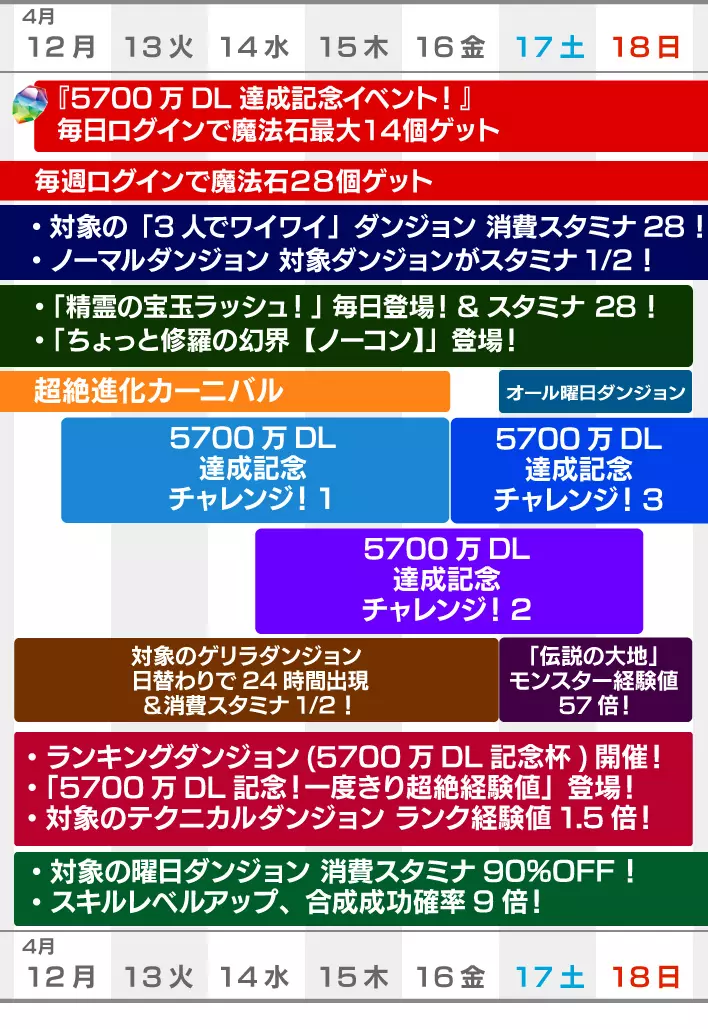 4月
12月 13火 14水 15木 16金 17土 18日
『5700万DL 達成記念イベント！』
毎日ログインで魔法石最大14個ゲット
毎週ログインで魔法石28個ゲット
・対象の「3人でワイワイ」ダンジョン 消費スタミナ28！
・ノーマルダンジョン 対象ダンジョンがスタミナ1/2！
・「精霊の宝玉ラッシュ！」毎日登場！& スタミナ 28！
・「ちょっと修羅の幻界【ノーコン】」登場！
超絶進化カーニバル
オール曜日ダンジョン
5700万DL
達成記念
チャレンジ！1
5700万DL
達成記念
チャレンジ！3
5700万DL
達成記念
チャレンジ！2
対象のゲリラダンジョン
日替わりで24時間出現
＆消費スタミナ1/2！
「伝説の大地」
モンスター経験値
57倍！
・ランキングダンジョン(5700万DL記念杯)開催！
・「5700万DL記念！一度きり超絶経験値」登場！
・対象のテクニカルダンジョン ランク経験値1.5倍！
・対象の曜日ダンジョン 消費スタミナ90%OFF！
・スキルレベルアップ、合成成功確率9倍！
4月
12月 13火 14水 15木 16金 17土 18日